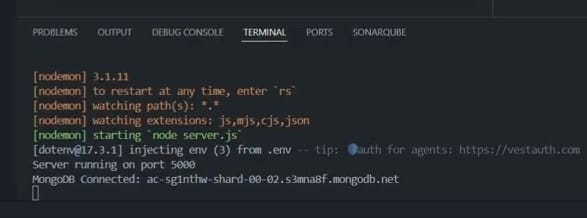 PROBLEMS OUTPUT DEBUG CONSOLE TERMINAL PORTS SONARQUBE
[nodemon] 3.1.11
[nodemon] to restart at any time, enter `rs`
[nodemon] watching path(s): *.*
[nodemon] watching extensions: js,mjs,cjs,json
[nodemon] starting `node server.js`
[dotenv@17.3.1] injecting env (3) from .env -- tip: auth for agents: https://vestauth.com
Server running on port 5000
MongoDB Connected: ac-sg1nthw-shard-00-02.s3mna8f.mongodb.net